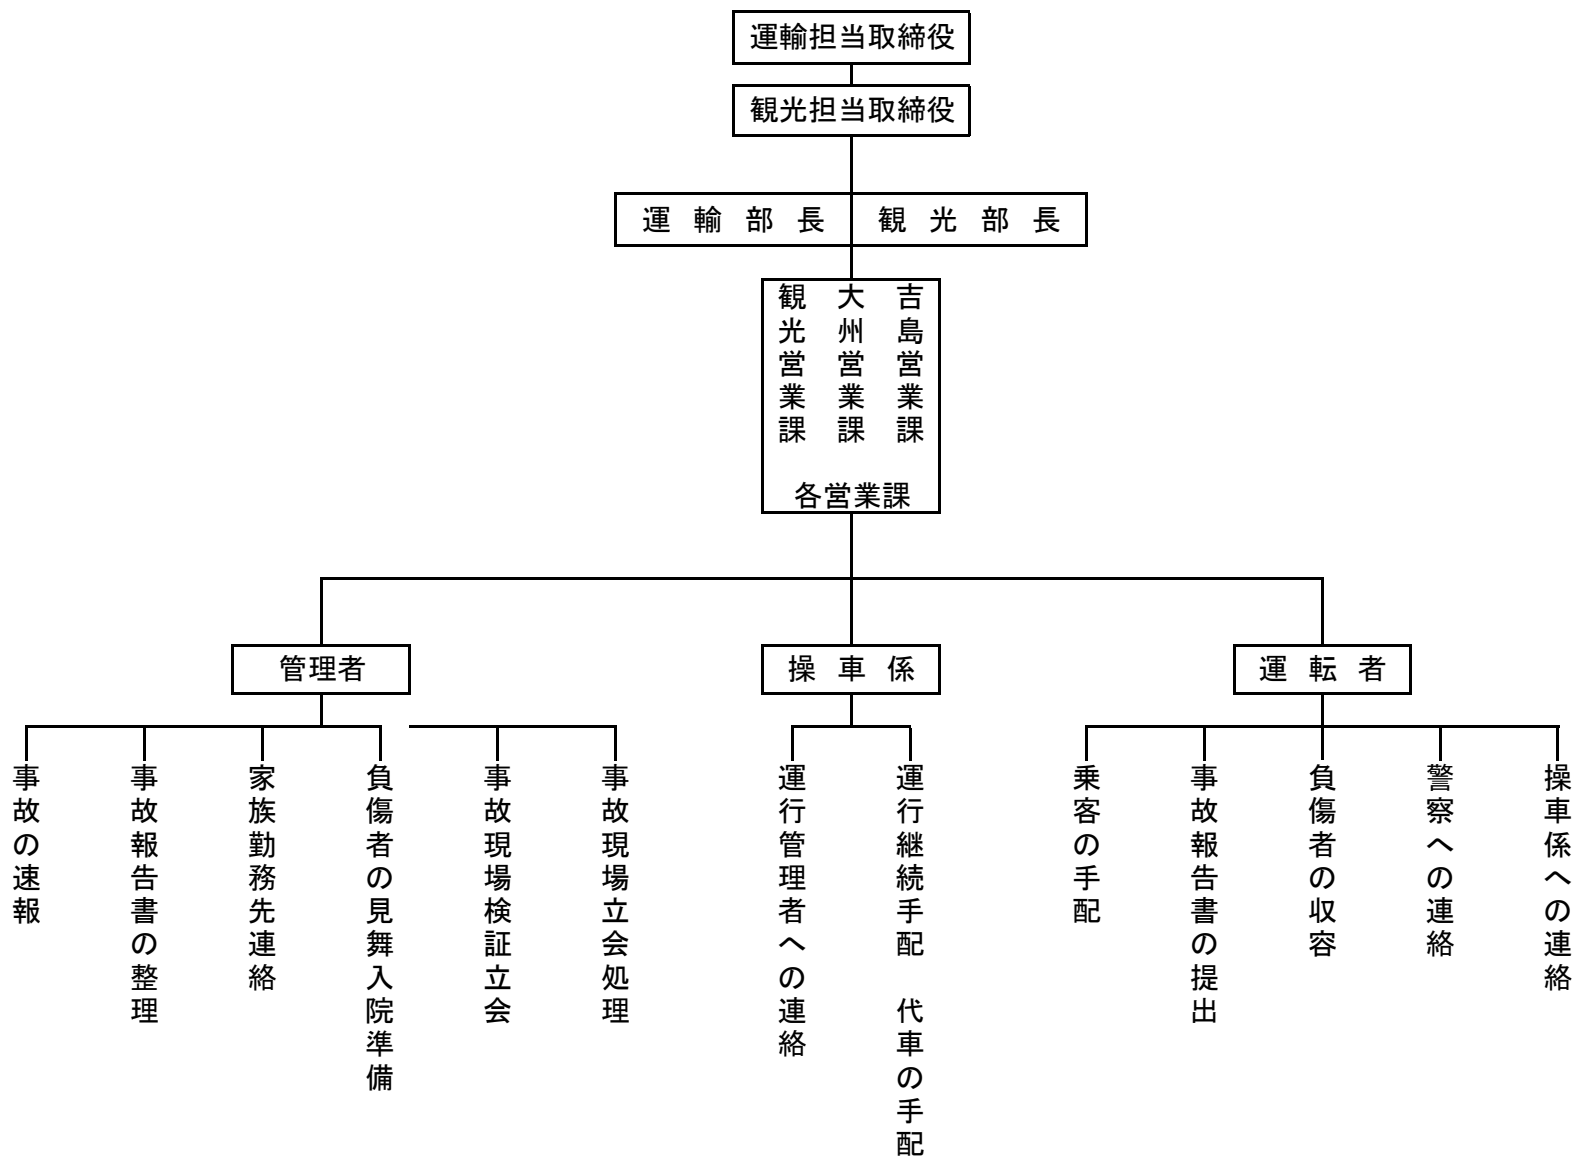 運輸担当取締役
観光担当取締役
運輸部長
観光部長
吉島営業課
大州営業課
観光営業課
各営業課
管理者
操車係
運転者
事故の速報
事故報告書の整理
家族勤務先連絡
負傷者の見舞入院準備
事故現場検証立会
事故現場立会処理
運行管理者への連絡
運行継続手配　代車の手配
乗客の手配
事故報告書の提出
負傷者の収容
警察への連絡
操車係への連絡